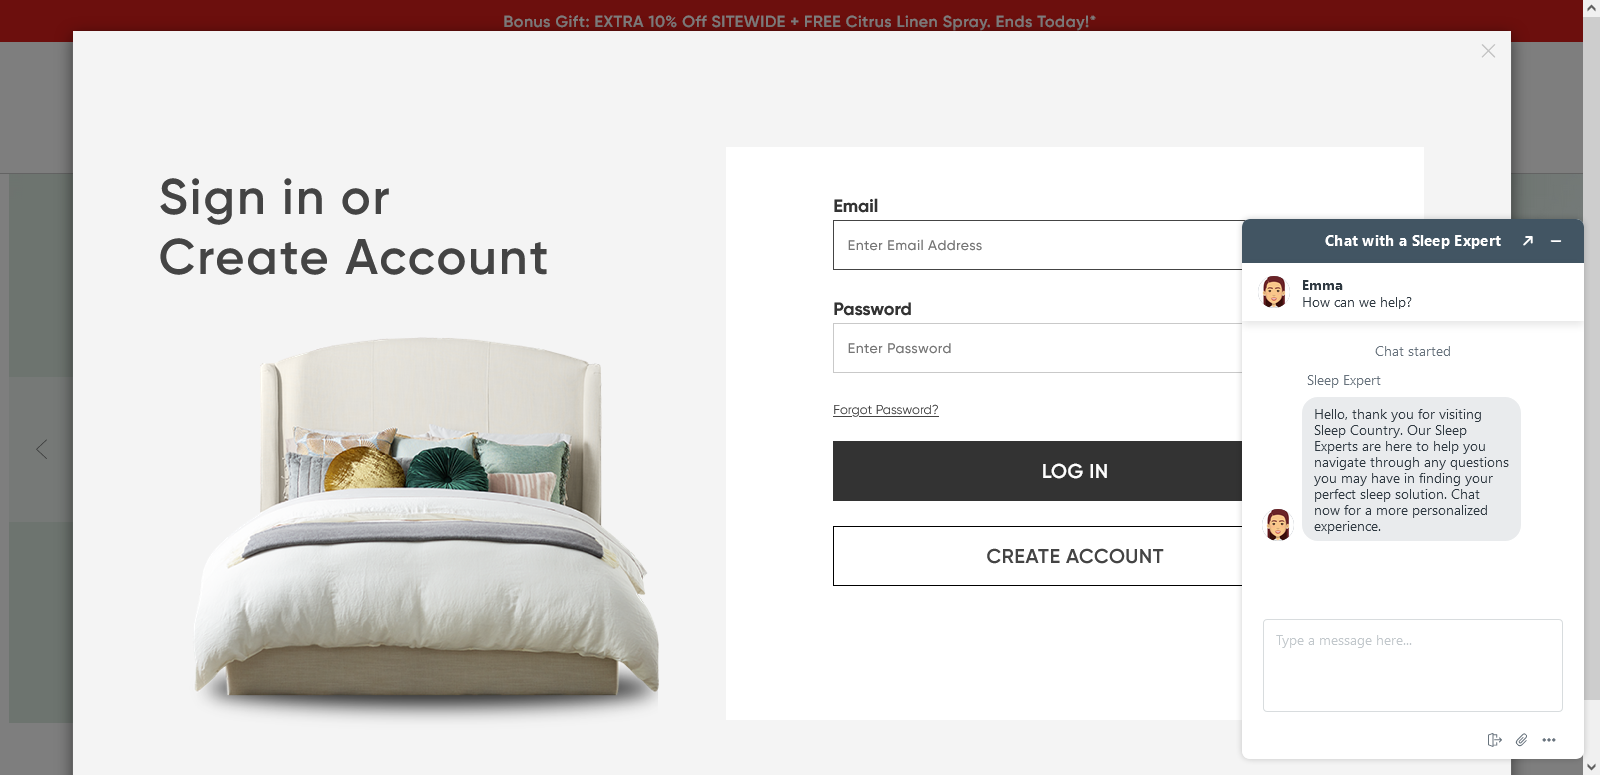 Bonus Gift: EXTRA 10% Off SITEWIDE + FREE Citrus Linen Spray. Ends Today!*
Sign in or
Create Account
Email
Enter Email Address
Password
Enter Password
Forgot Password?
LOG IN
CREATE ACCOUNT
Chat with a Sleep Expert
Emma
How can we help?
Chat started
Sleep Expert
Hello, thank you for visiting
Sleep Country. Our Sleep
Experts are here to help you
navigate through any questions
you may have in finding your
perfect sleep solution. Chat
now for a more personalized
experience.
Type a message here...